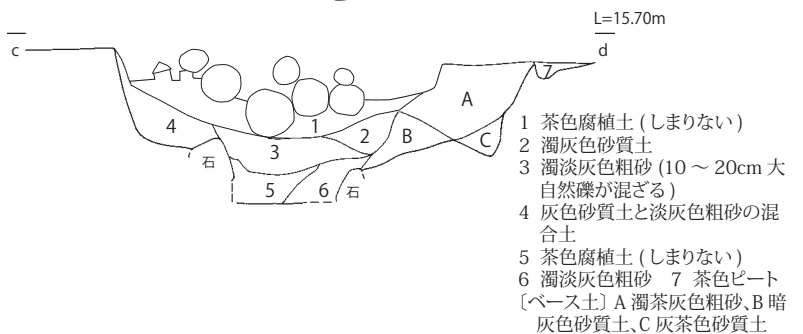 L=15.70m
c
d
7
A
4
1
2
B
C
3
石
5
6
石
1 茶色腐植土 (しまりない)
2 濁灰色砂質土
3 濁淡灰色粗砂 (10 ～ 20cm 大
自然礫が混ざる)
4 灰色砂質土と淡灰色粗砂の混
合土
5 茶色腐植土 (しまりない)
6 濁淡灰色粗砂 7 茶色ピート
〔ベース土〕 A 濁茶灰色粗砂、B 暗
灰色砂質土、C 灰茶色砂質土